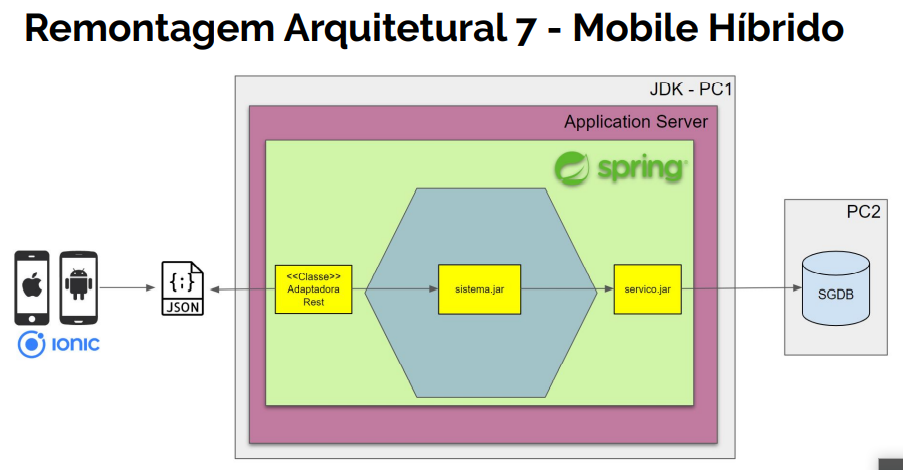 Remontagem Arquitetural 7 - Mobile Híbrido
JDK - PC1
Application Server
spring
PC2
<<Classe>>
Adaptadora
Rest
sistema.jar
servico.jar
SGDB
{;}
JSON
IONIC